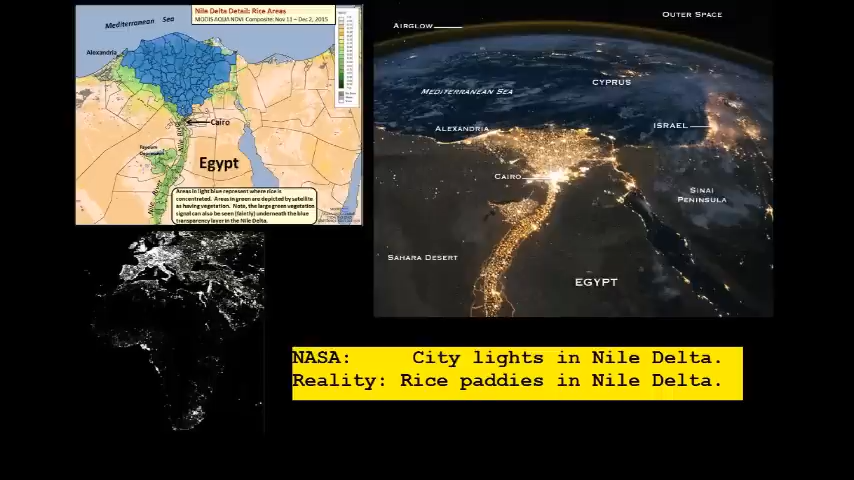 Nile Delta Detail: Rice Areas
MODIS AQUA NDVI Composite: Nov 11 – Dec 2, 2015
Mediterranean Sea
Alexandria
Cairo
Nile River
Egypt
Areas in light blue represent where rice is
concentrated. Areas in green are depicted by satellite
as having vegetation. Note, the large green vegetation
signal can also be seen (faintly) underneath the blue
transparency layer in the Nile Delta.
OUTER SPACE
AIRGLOW
CYPRUS
MEDITERRANEAN SEA
ALEXANDRIA
ISRAEL
CAIRO
SINAI
PENINSULA
SAHARA DESERT
EGYPT
NASA: City lights in Nile Delta.
Reality: Rice paddies in Nile Delta.